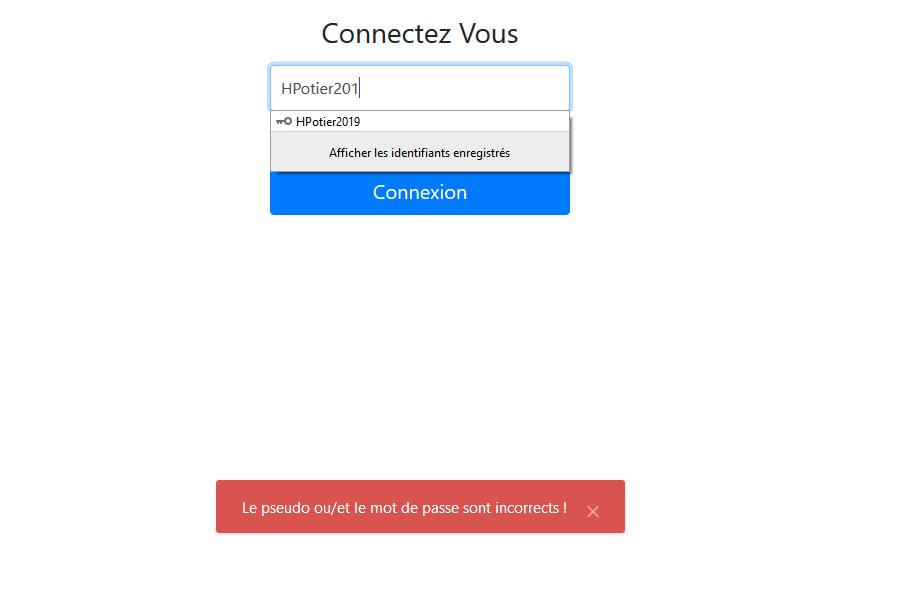 Connectez Vous
HPotier201
HPotier2019
Afficher les identifiants enregistrés
Connexion
Le pseudo ou/et le mot de passe sont incorrects ! ×